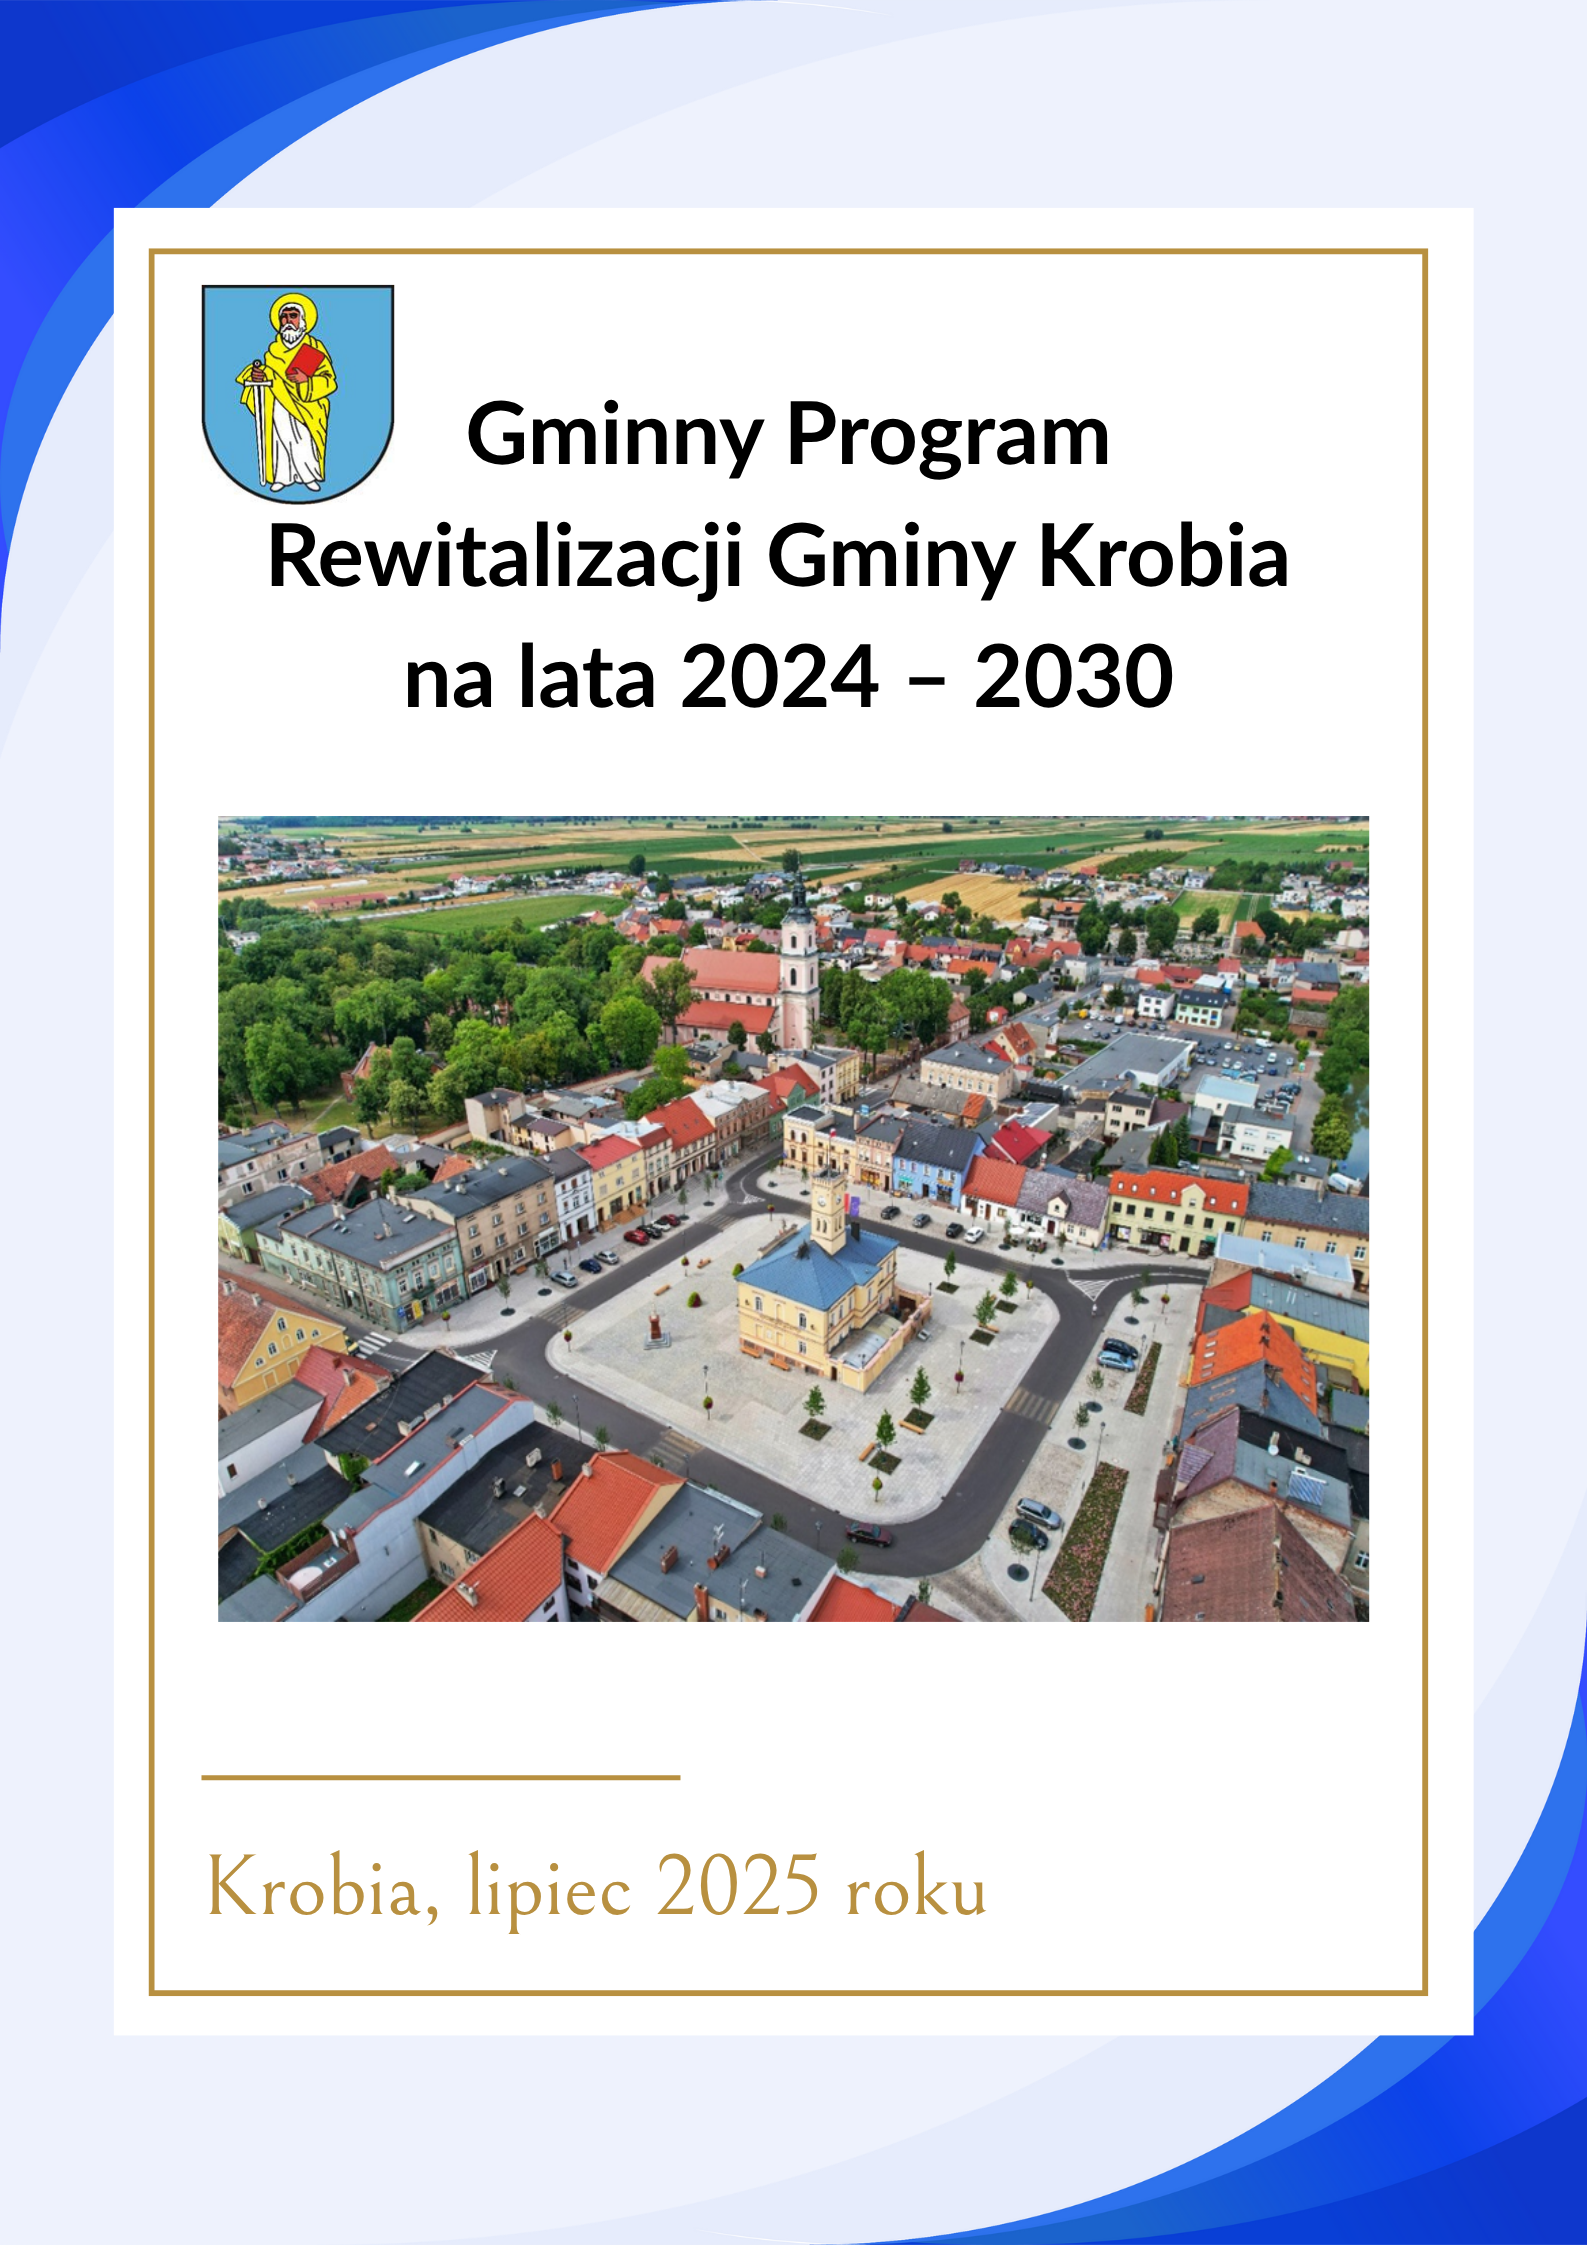 Gminny Program
Rewitalizacji Gminy Krobia
na lata 2024 – 2030
Krobia, lipiec 2025 roku